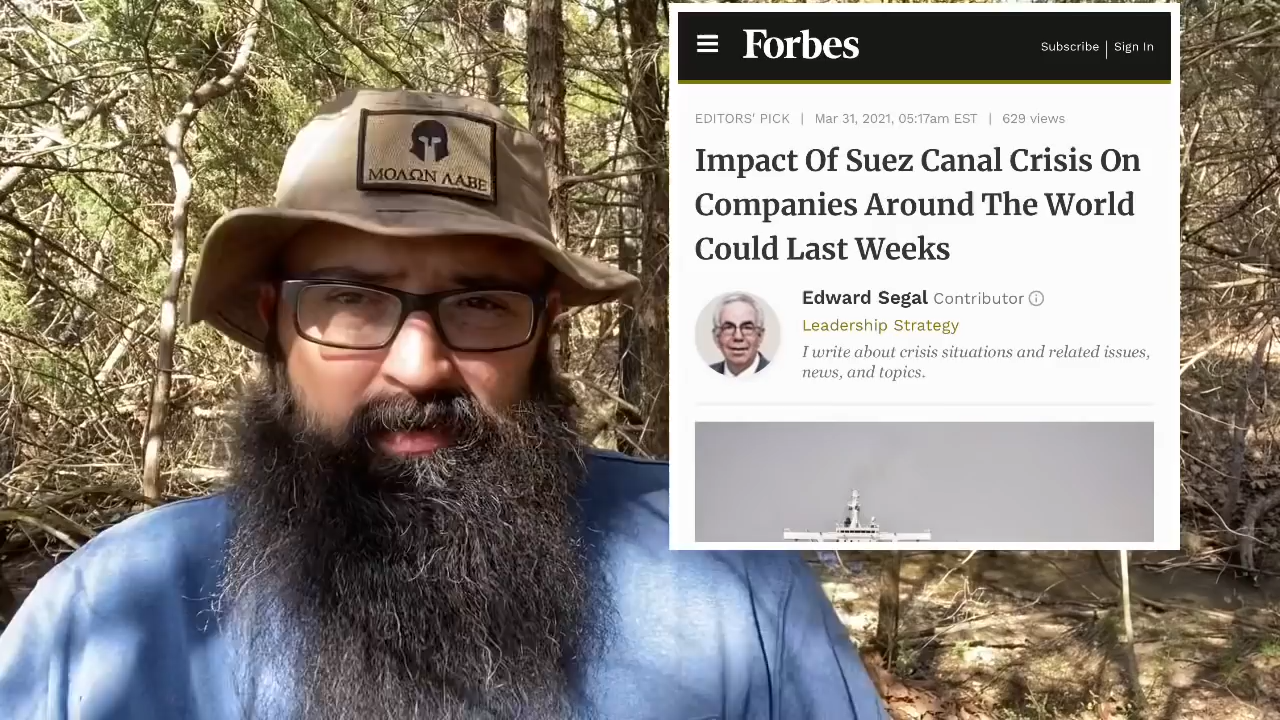 ΜΟΛΩΝ ΛΑΒΕ
Forbes
Subscribe | Sign In
EDITORS' PICK | Mar 31, 2021, 05:17am EST | 629 views
Impact Of Suez Canal Crisis On
Companies Around The World
Could Last Weeks
Edward Segal Contributor
Leadership Strategy
I write about crisis situations and related issues,
news, and topics.